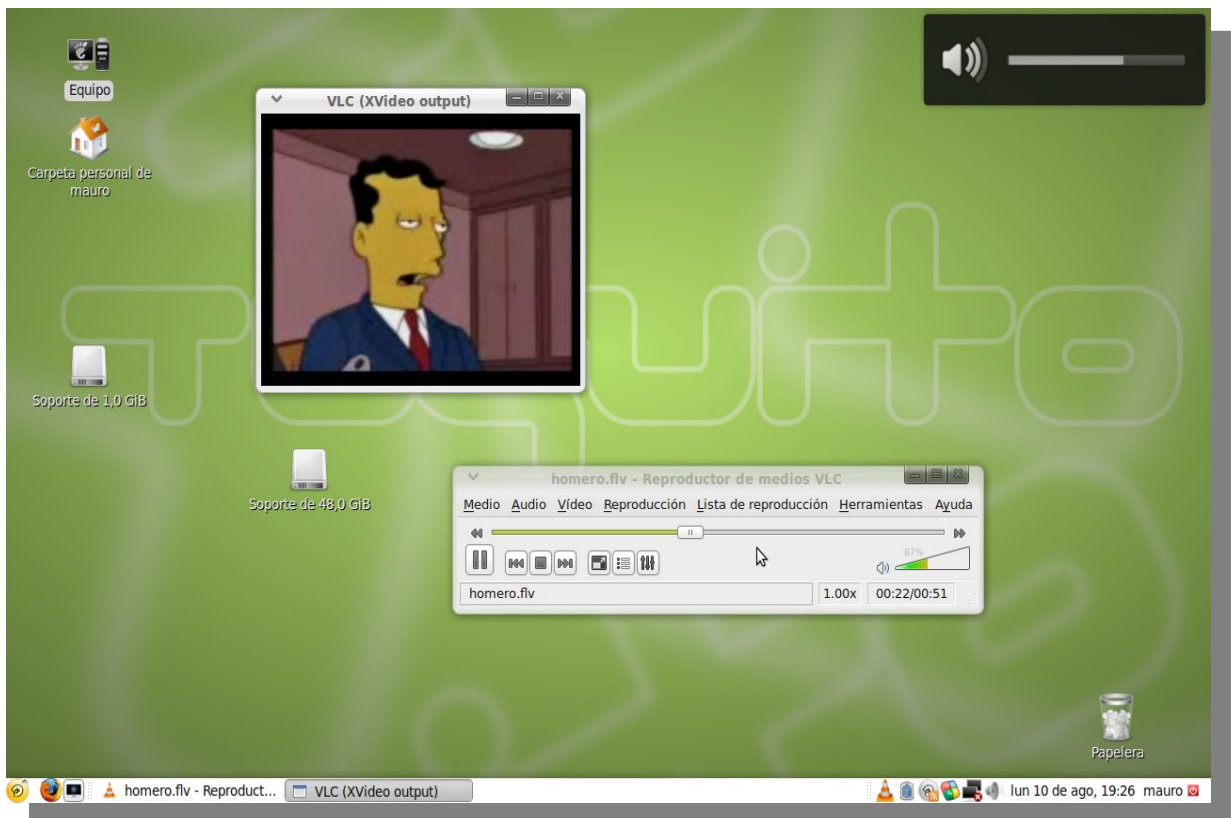 Equipo
Carpeta personal de
mauro
VLC (XVideo output)
Tuquito
Soporte de 1,0 GiB
Soporte de 48,0 GiB
homero.flv - Reproductor de medios VLC
Medio Audio Vídeo Reproducción Lista de reproducción Herramientas Ayuda
87%
homero.flv 1.00x 00:22/00:51
Papelera
homero.flv - Reproduct... VLC (XVideo output) lun 10 de ago, 19:26 mauro